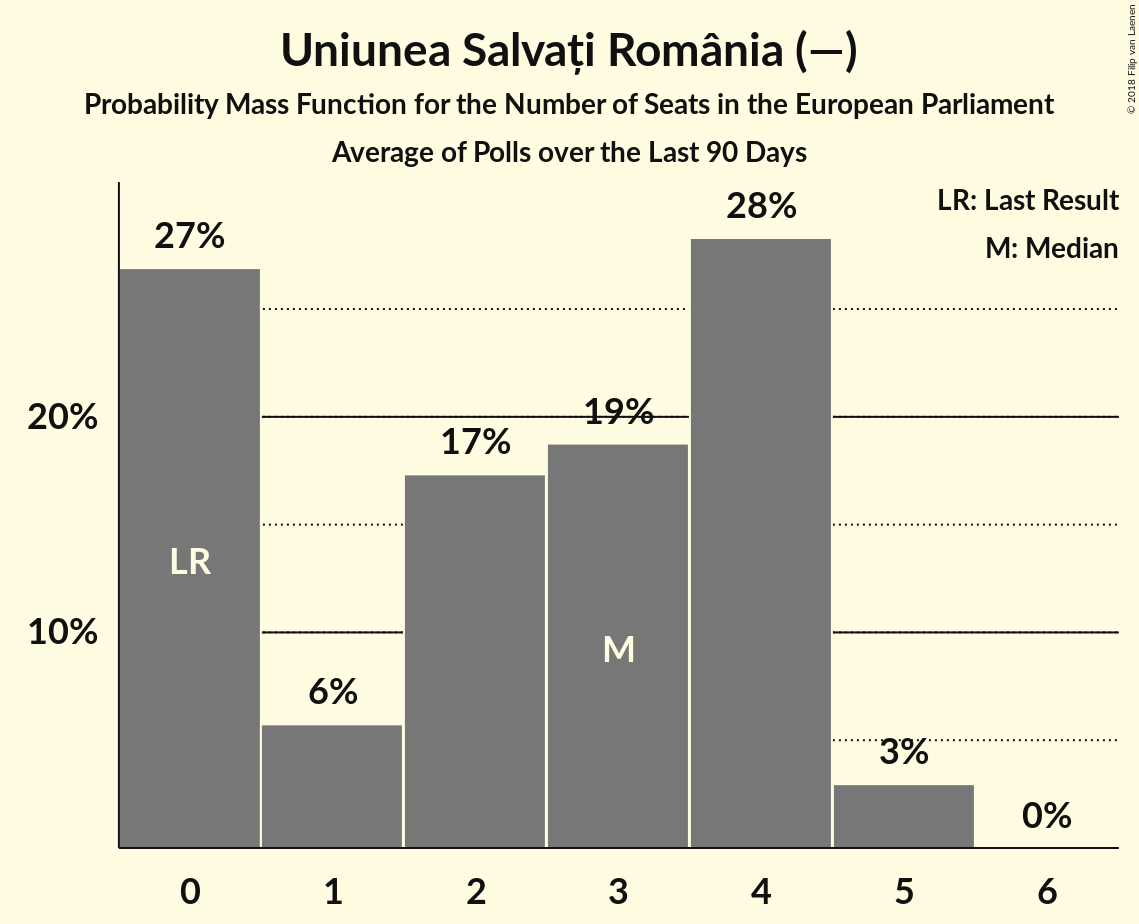 Uniunea Salvați România (—)
Probability Mass Function for the Number of Seats in the European Parliament
Average of Polls over the Last 90 Days
© 2018 Filip van Laenen
LR: Last Result
M: Median
27%
6%
17%
19%
28%
3%
0%
20%
10%
LR
M
0 1 2 3 4 5 6